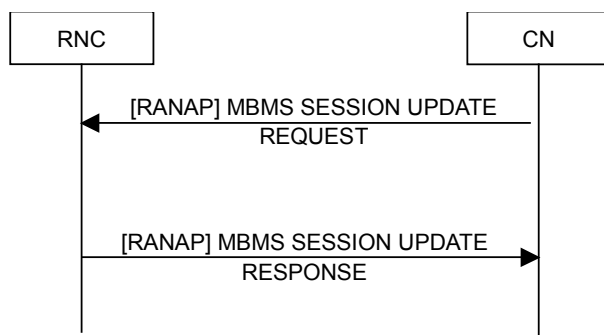 RNC
CN
[RANAP] MBMS SESSION UPDATE
REQUEST
[RANAP] MBMS SESSION UPDATE
RESPONSE